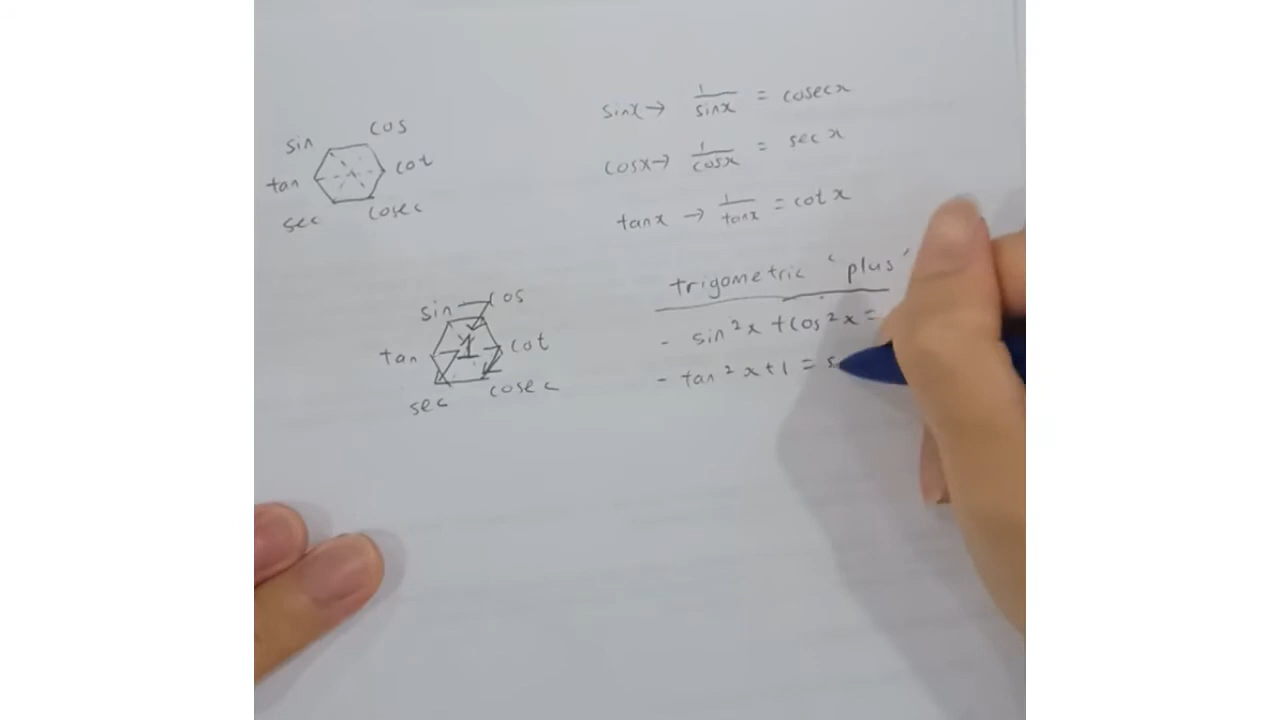 sin cos
tan cot
sec cosec
sinx → 1/sinx = cosecx
cosx → 1/cosx = sec x
tanx → 1/tanx = cot x
sin cos
tan 1 cot
sec cosec
trigometric ‘plus’
- sin²x + cos²x =
- tan²x + 1 = s